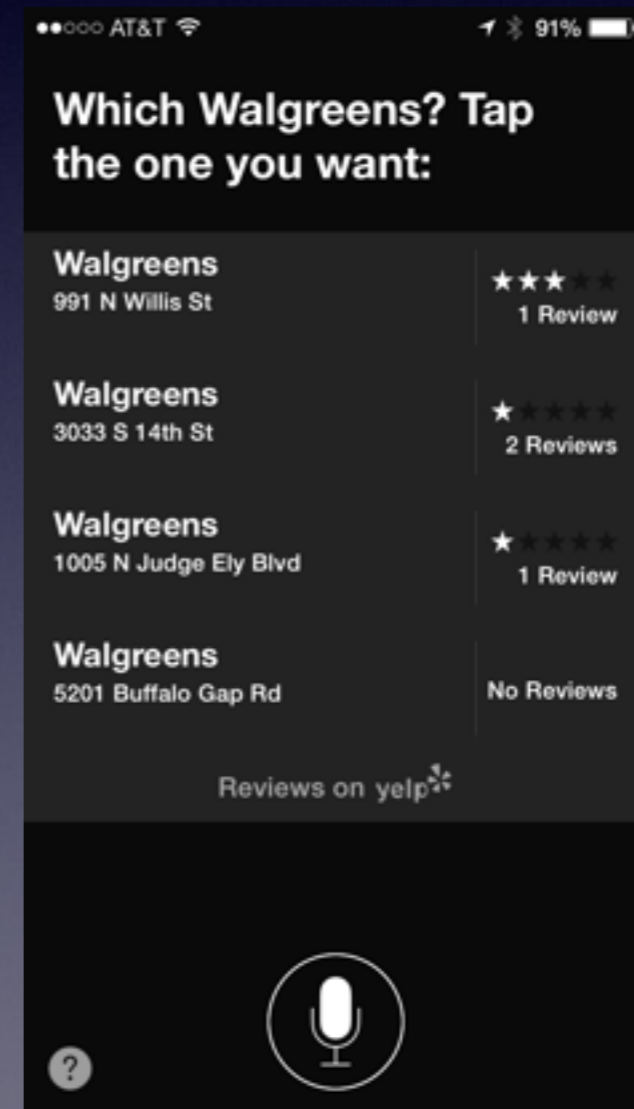 AT&T 91%
Which Walgreens? Tap
the one you want:
Walgreens
991 N Willis St
1 Review
Walgreens
3033 S 14th St
2 Reviews
Walgreens
1005 N Judge Ely Blvd
1 Review
Walgreens
5201 Buffalo Gap Rd
No Reviews
Reviews on yelp
?